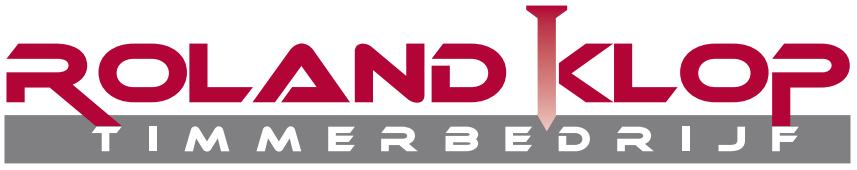 ROLAND KLOP
TIMMERBEDRIJF